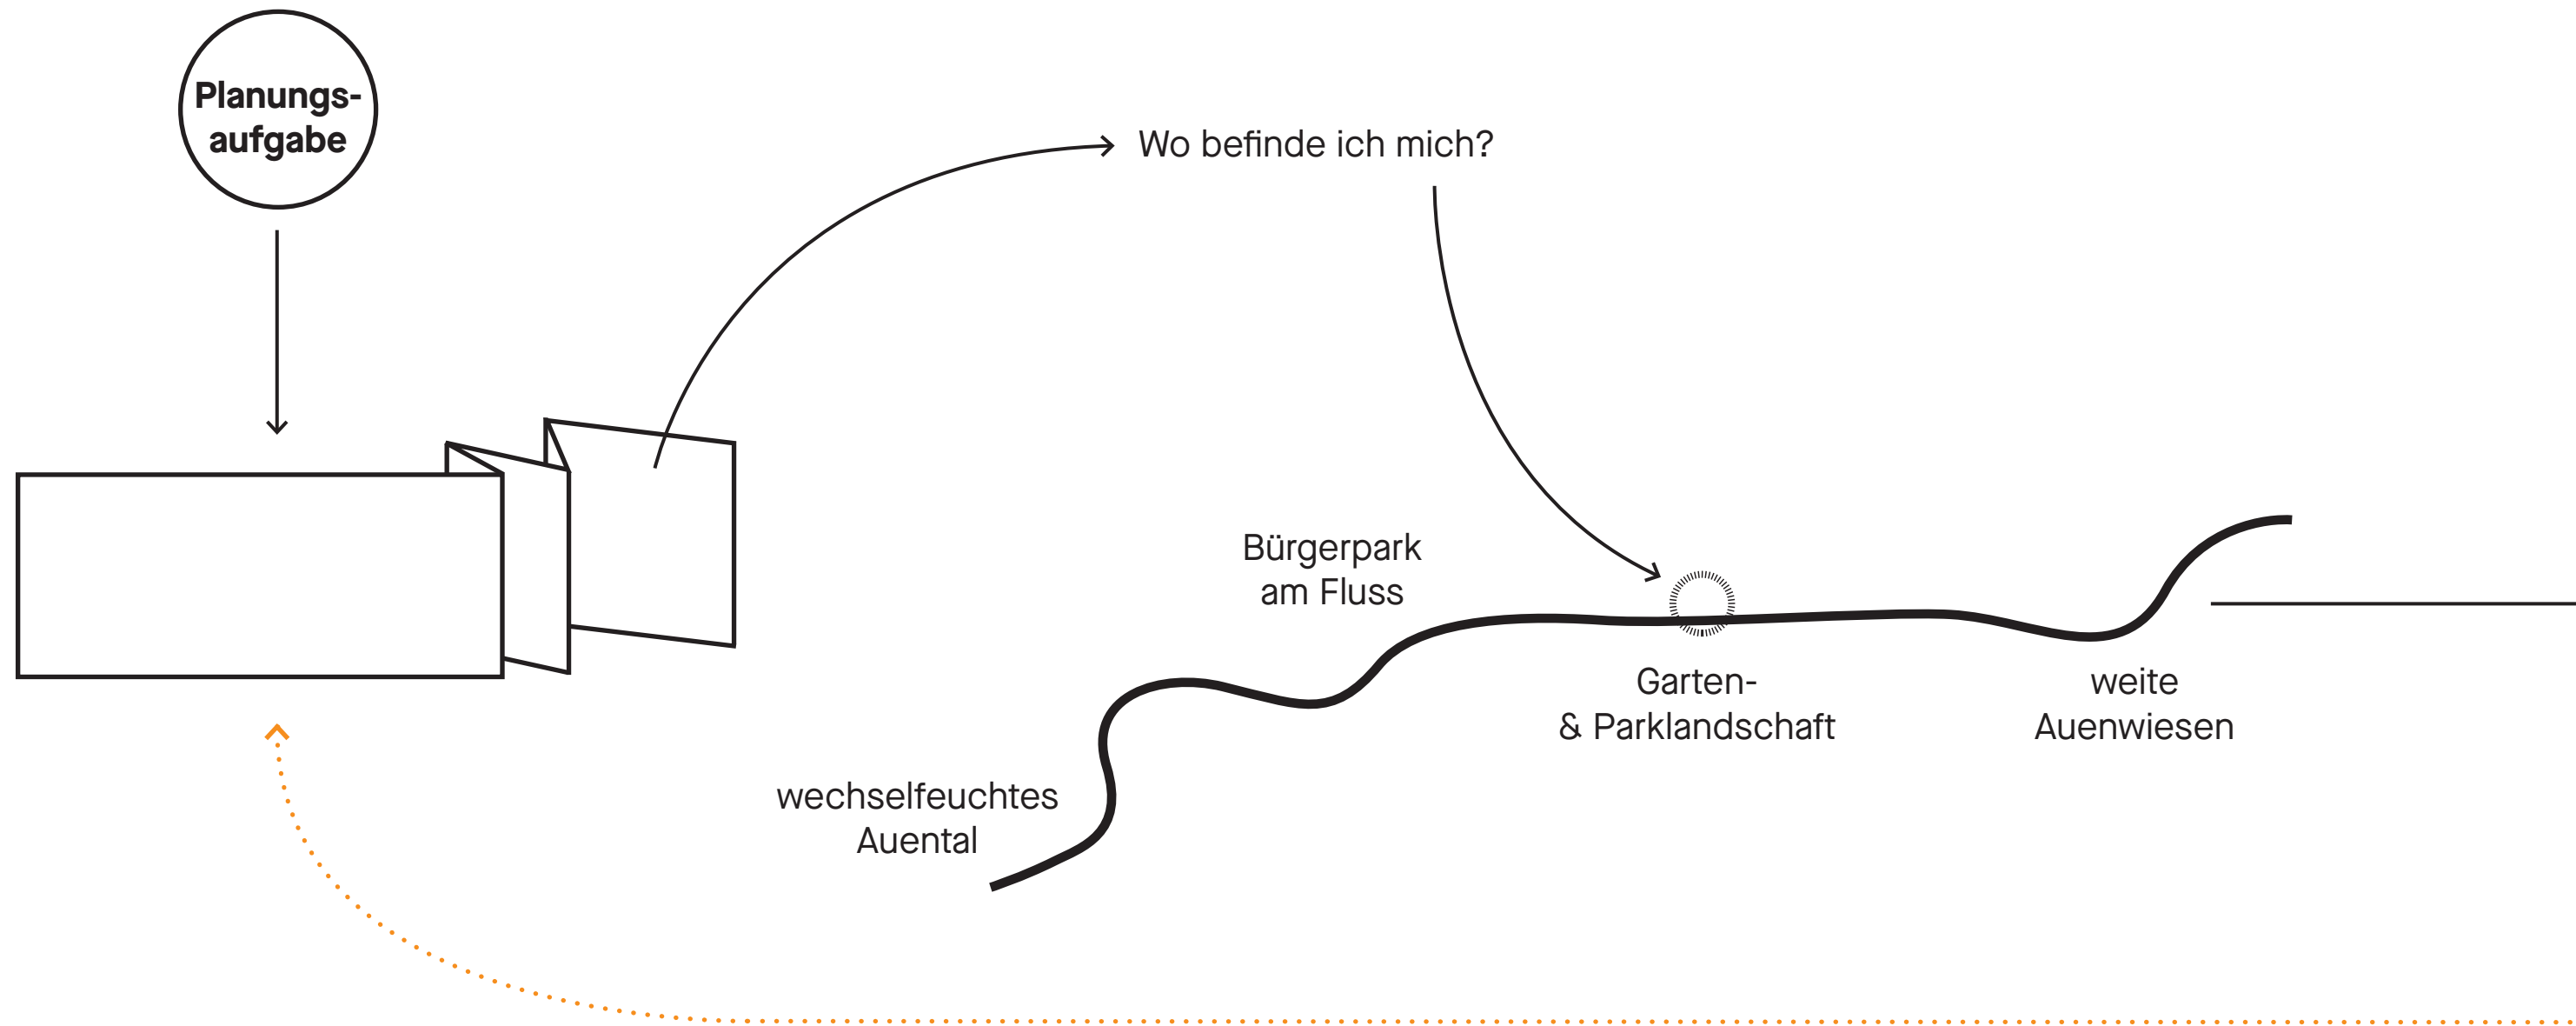 Planungs-
aufgabe
Wo befinde ich mich?
Bürgerpark
am Fluss
Garten-
& Parklandschaft
weite
Auenwiesen
wechselfeuchtes
Auental